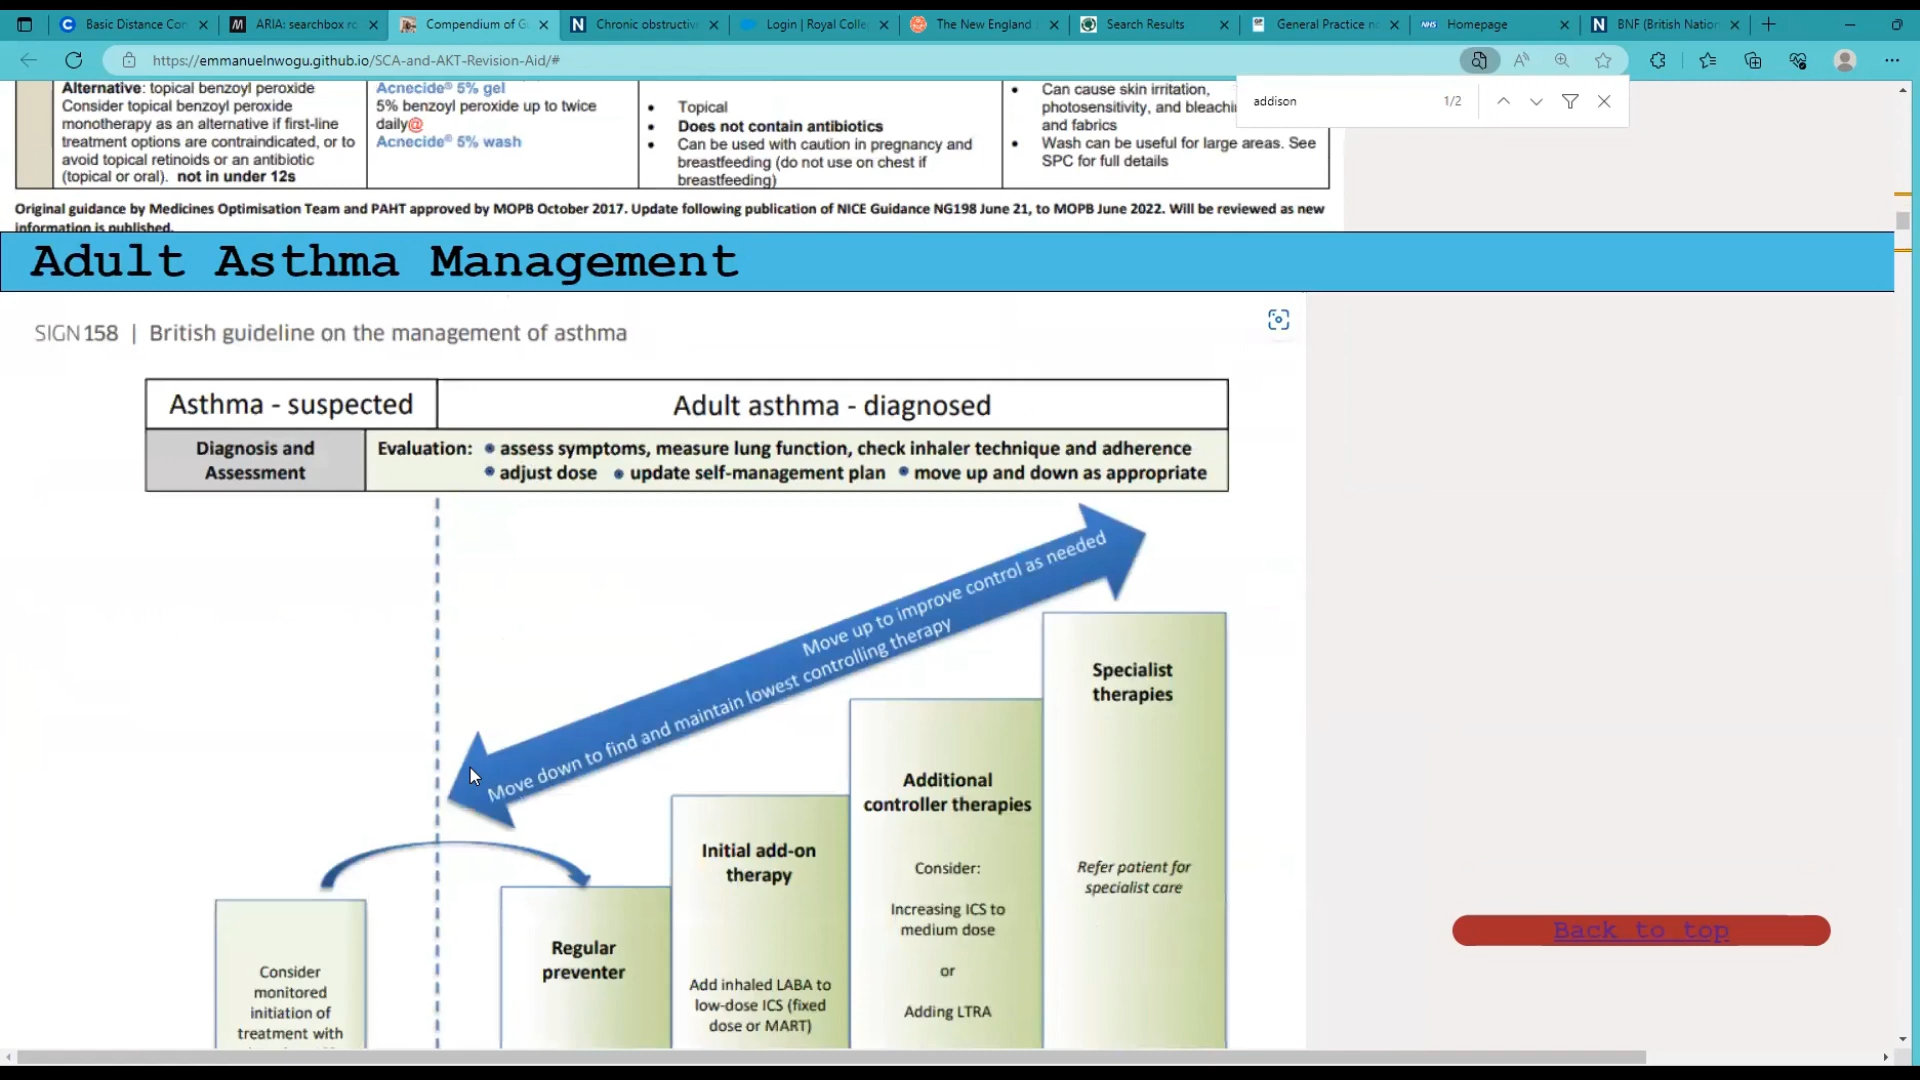 Basic Distance Con
ARIA: searchbox ro
Compendium of G
Chronic obstructiv
Login | Royal Colle
The New England
Search Results
General Practice no
NHS
Homepage
BNF (British Nation
https://emmanuelnwogu.github.io/SCA-and-AKT-Revision-Aid/#
addison
1/2
Alternative: topical benzoyl peroxide
Consider topical benzoyl peroxide
monotherapy as an alternative if first-line
treatment options are contraindicated, or to
avoid topical retinoids or an antibiotic
(topical or oral). not in under 12s
Acnecide® 5% gel
5% benzoyl peroxide up to twice
daily@
Acnecide® 5% wash
• Topical
• Does not contain antibiotics
• Can be used with caution in pregnancy and
breastfeeding (do not use on chest if
breastfeeding)
• Can cause skin irritation,
photosensitivity, and bleachi
and fabrics
• Wash can be useful for large areas. See
SPC for full details
Original guidance by Medicines Optimisation Team and PAHT approved by MOPB October 2017. Update following publication of NICE Guidance NG198 June 21, to MOPB June 2022. Will be reviewed as new
information is published.
Adult Asthma Management
SIGN158 | British guideline on the management of asthma
Asthma - suspected
Adult asthma - diagnosed
Diagnosis and
Assessment
Evaluation: • assess symptoms, measure lung function, check inhaler technique and adherence
• adjust dose • update self-management plan • move up and down as appropriate
Move up to improve control as needed
Move down to find and maintain lowest controlling therapy
Specialist
therapies
Refer patient for
specialist care
Additional
controller therapies
Consider:
Increasing ICS to
medium dose
or
Adding LTRA
Initial add-on
therapy
Add inhaled LABA to
low-dose ICS (fixed
dose or MART)
Regular
preventer
Consider
monitored
initiation of
treatment with
Back to top